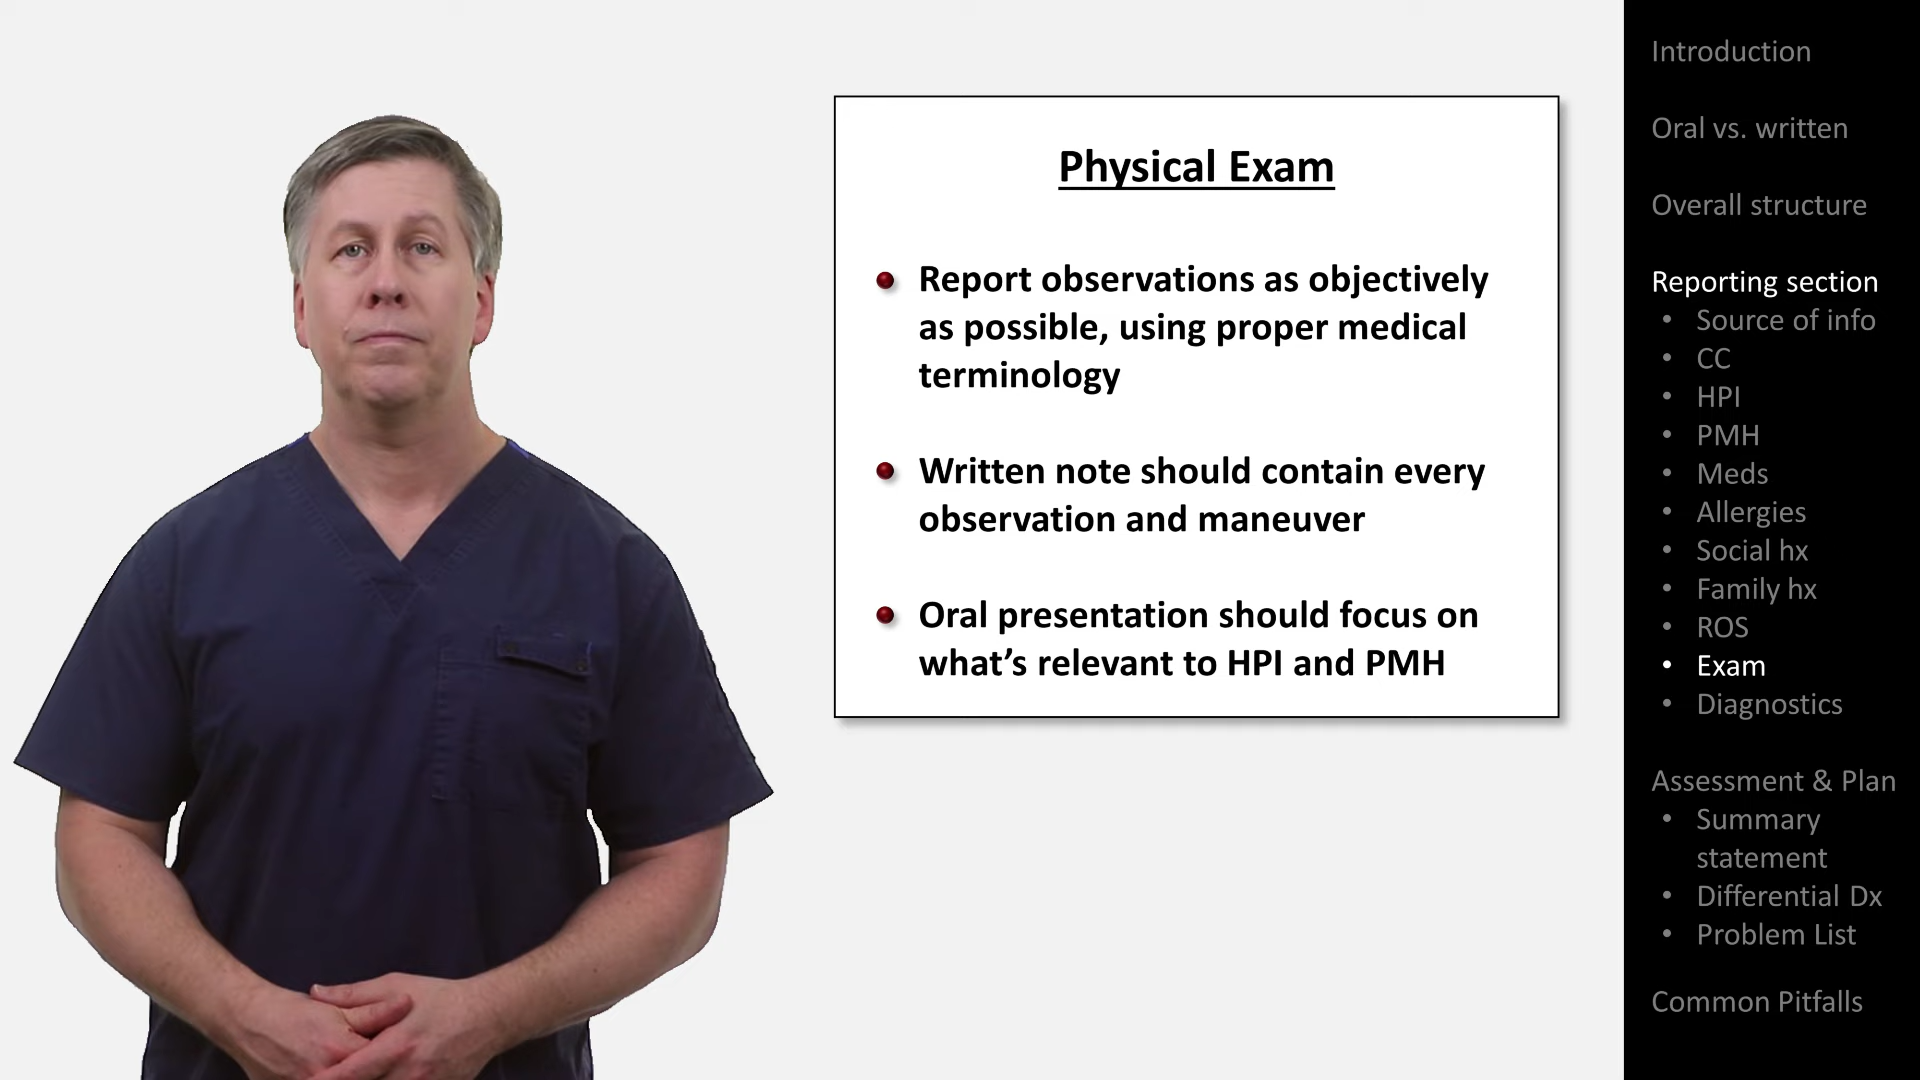 Physical Exam
Report observations as objectively
as possible, using proper medical
terminology
Written note should contain every
observation and maneuver
Oral presentation should focus on
what's relevant to HPI and PMH
Introduction
Oral vs. written
Overall structure
Reporting section
• Source of info
• CC
• HPI
• PMH
• Meds
• Allergies
• Social hx
• Family hx
• ROS
• Exam
• Diagnostics
Assessment & Plan
• Summary
statement
• Differential Dx
• Problem List
Common Pitfalls